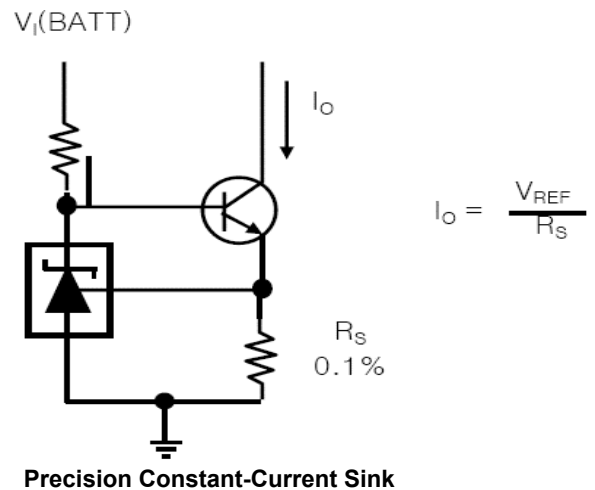 V_I(BATT)
I_O
I_O = V_REF / R_S
R_S
0.1%
Precision Constant-Current Sink